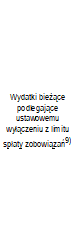 Wydatki bieżące
podlegające
ustawowemu
wyłączeniu z limitu
spłaty zobowiązań⁹⁾